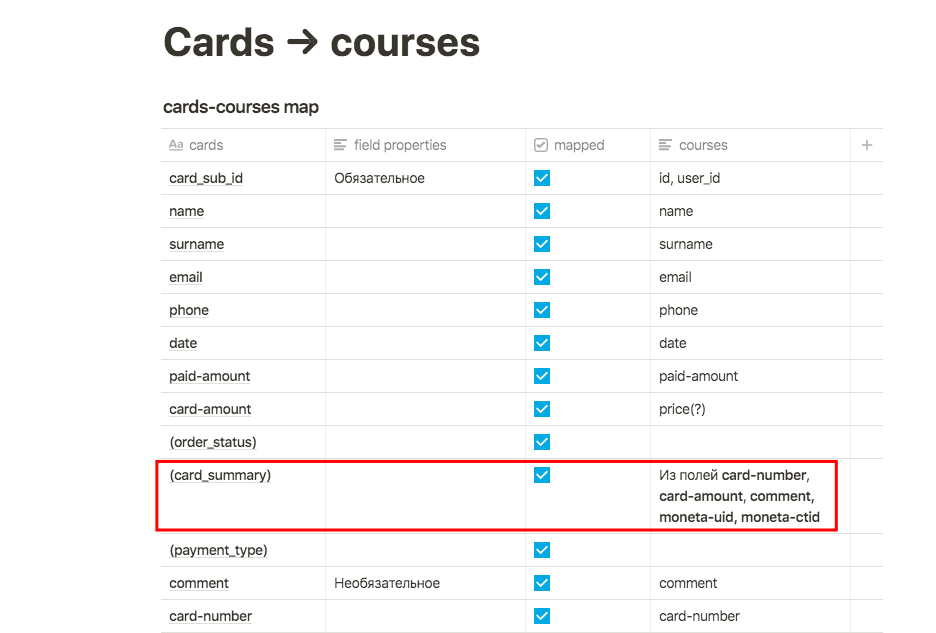 Cards → courses
cards-courses map
Aa cards field properties mapped courses +
card_sub_id Обязательное id, user_id
name name
surname surname
email email
phone phone
date date
paid-amount paid-amount
card-amount price(?)
(order_status)
(card_summary) Из полей card-number,
card-amount, comment,
moneta-uid, moneta-ctid
(payment_type)
comment Необязательное comment
card-number card-number